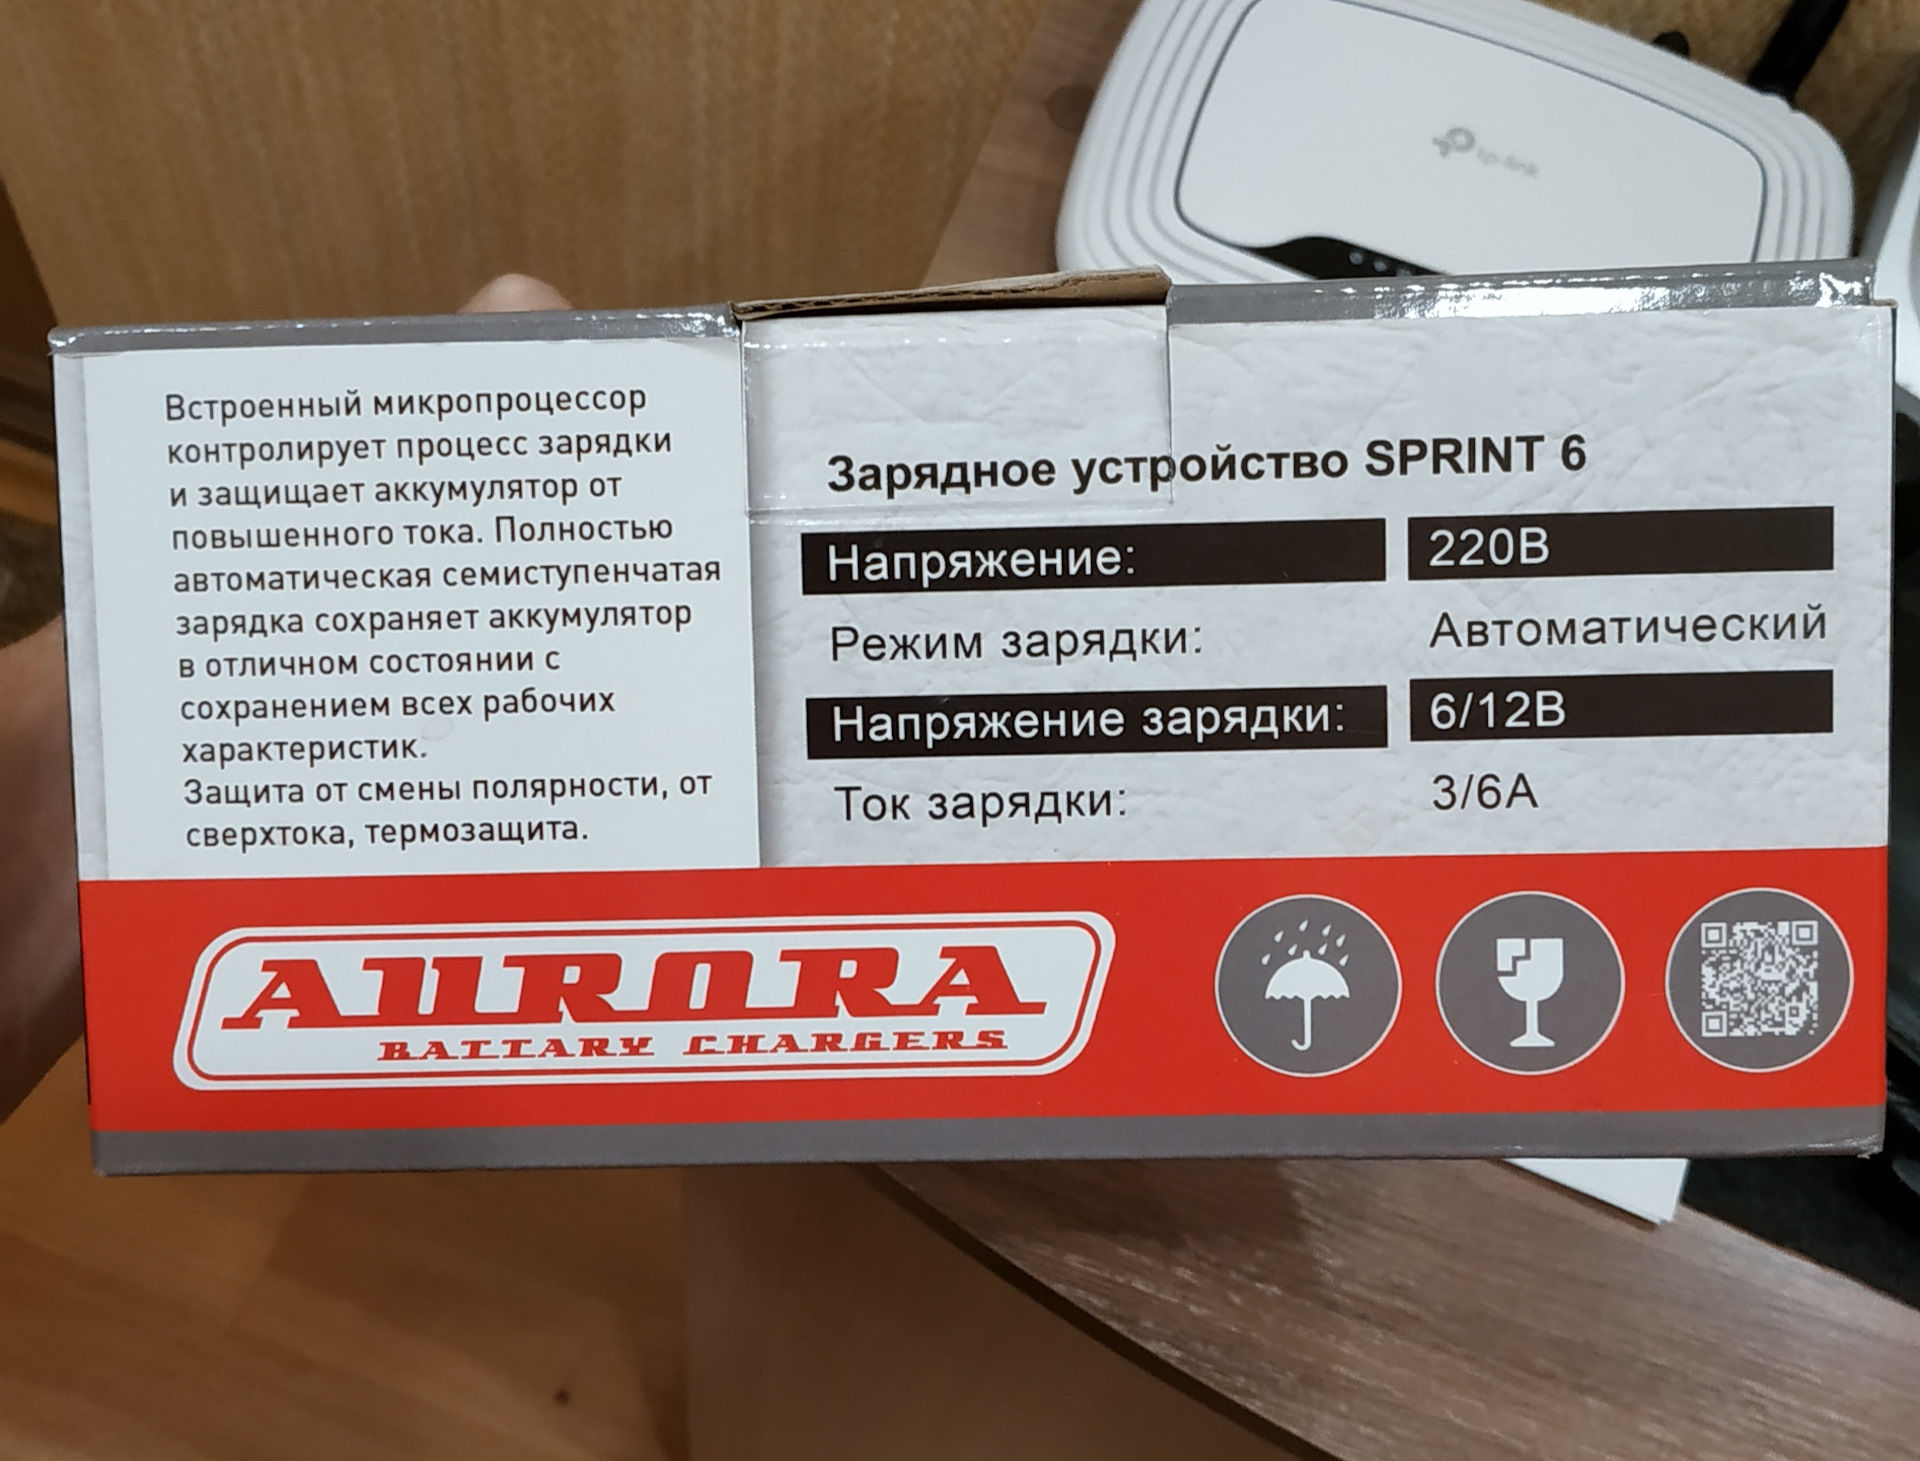 tp-link
Встроенный микропроцессор
контролирует процесс зарядки
и защищает аккумулятор от
повышенного тока. Полностью
автоматическая семиступенчатая
зарядка сохраняет аккумулятор
в отличном состоянии с
сохранением всех рабочих
характеристик.
Защита от смены полярности, от
сверхтока, термозащита.
Зарядное устройство SPRINT 6
Напряжение: 220В
Режим зарядки: Автоматический
Напряжение зарядки: 6/12В
Ток зарядки: 3/6А
AURORA
BATTARY CHARGERS